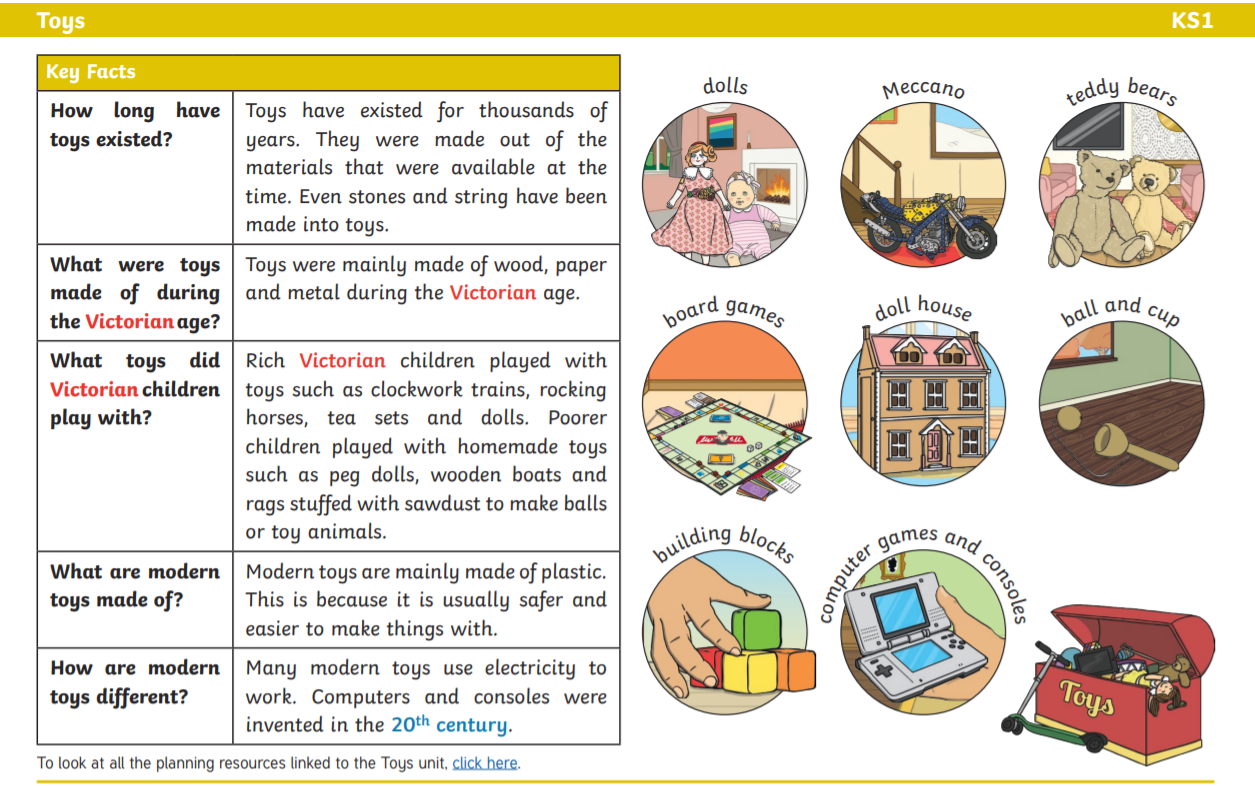 Toys
KS1
Key Facts
How long have
toys existed?
Toys have existed for thousands of
years. They were made out of the
materials that were available at the
time. Even stones and string have been
made into toys.
What were toys
made of during
the Victorian age?
Toys were mainly made of wood, paper
and metal during the Victorian age.
What toys did
Victorian children
play with?
Rich Victorian children played with
toys such as clockwork trains, rocking
horses, tea sets and dolls. Poorer
children played with homemade toys
such as peg dolls, wooden boats and
rags stuffed with sawdust to make balls
or toy animals.
What are modern
toys made of?
Modern toys are mainly made of plastic.
This is because it is usually safer and
easier to make things with.
How are modern
toys different?
Many modern toys use electricity to
work. Computers and consoles were
invented in the 20th century.
To look at all the planning resources linked to the Toys unit, click here.
dolls
Meccano
teddy bears
board games
doll house
ball and cup
building blocks
computer games and consoles
Toys